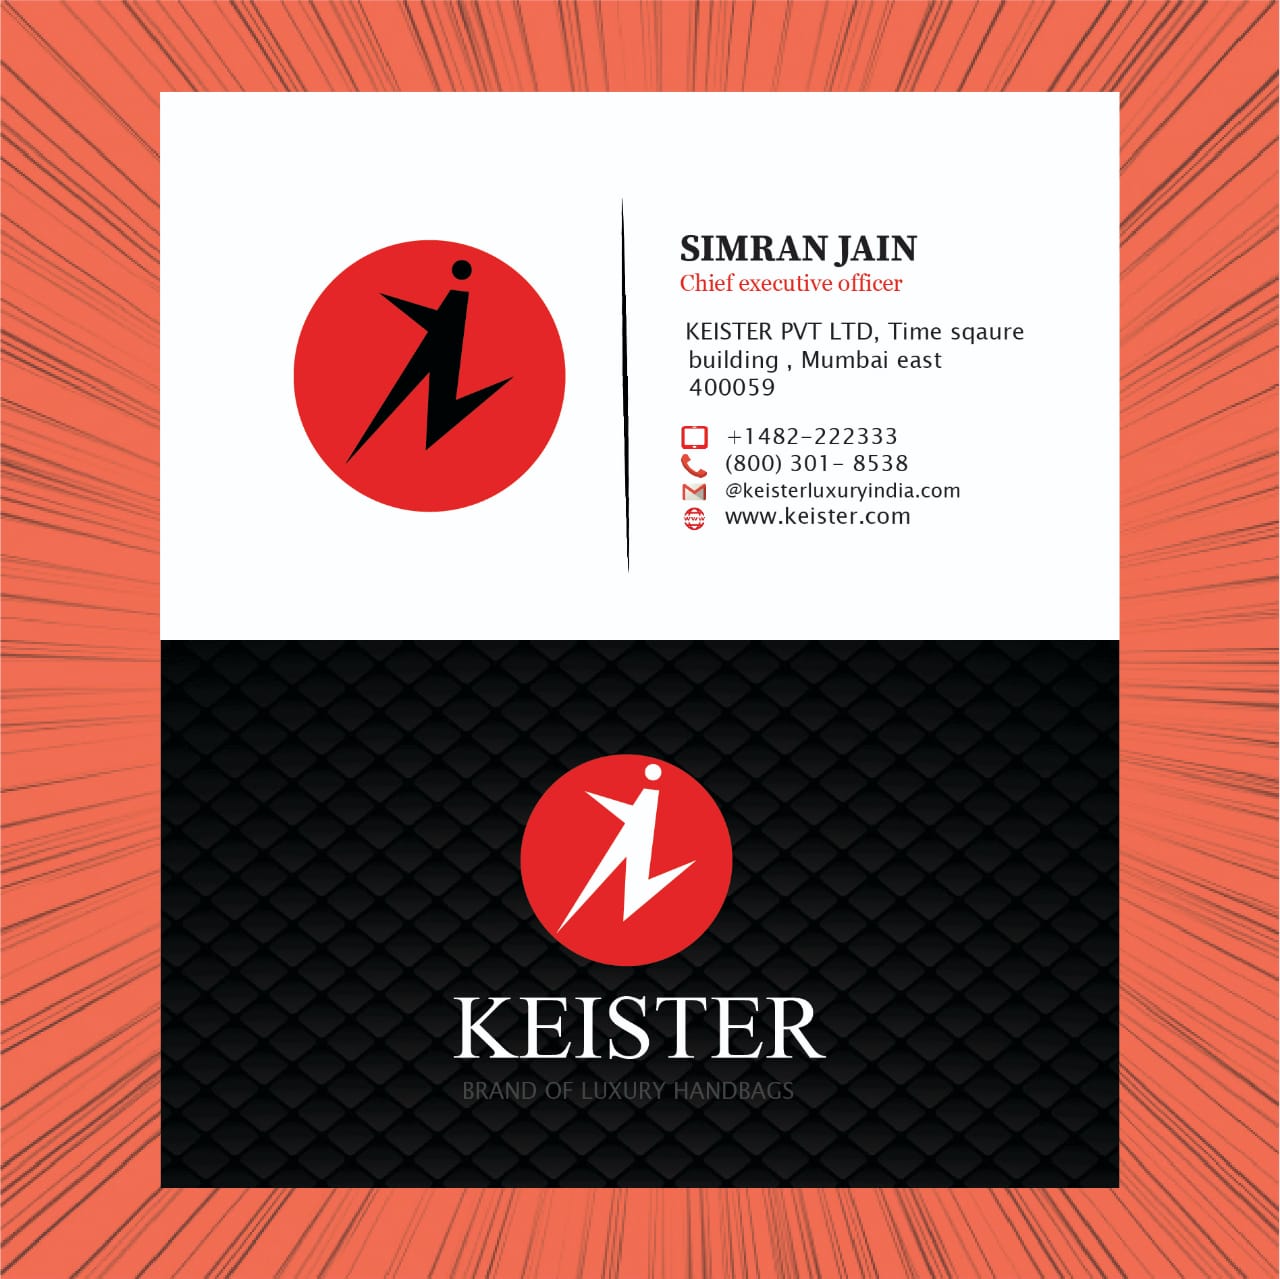 SIMRAN JAIN
Chief executive officer
KEISTER PVT LTD, Time sqaure
building , Mumbai east
400059
+1482-222333
(800) 301- 8538
@keisterluxuryindia.com
www
www.keister.com
KEISTER
BRAND OF LUXURY HANDBAGS